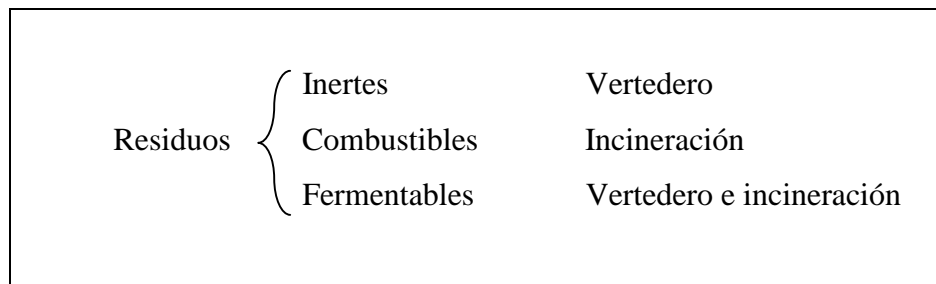 Inertes Vertedero
Residuos Combustibles Incineración
Fermentables Vertedero e incineración